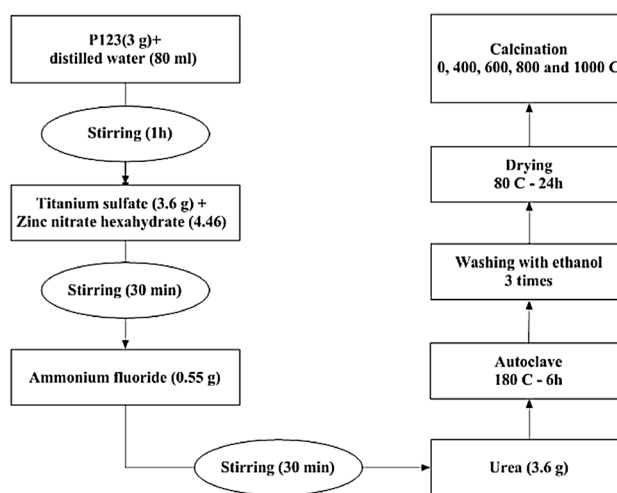 P123(3 g)+
distilled water (80 ml)
Stirring (1h)
Titanium sulfate (3.6 g) +
Zinc nitrate hexahydrate (4.46)
Stirring (30 min)
Ammonium fluoride (0.55 g)
Stirring (30 min)
Urea (3.6 g)
Autoclave
180 C - 6h
Washing with ethanol
3 times
Drying
80 C - 24h
Calcination
0, 400, 600, 800 and 1000 C